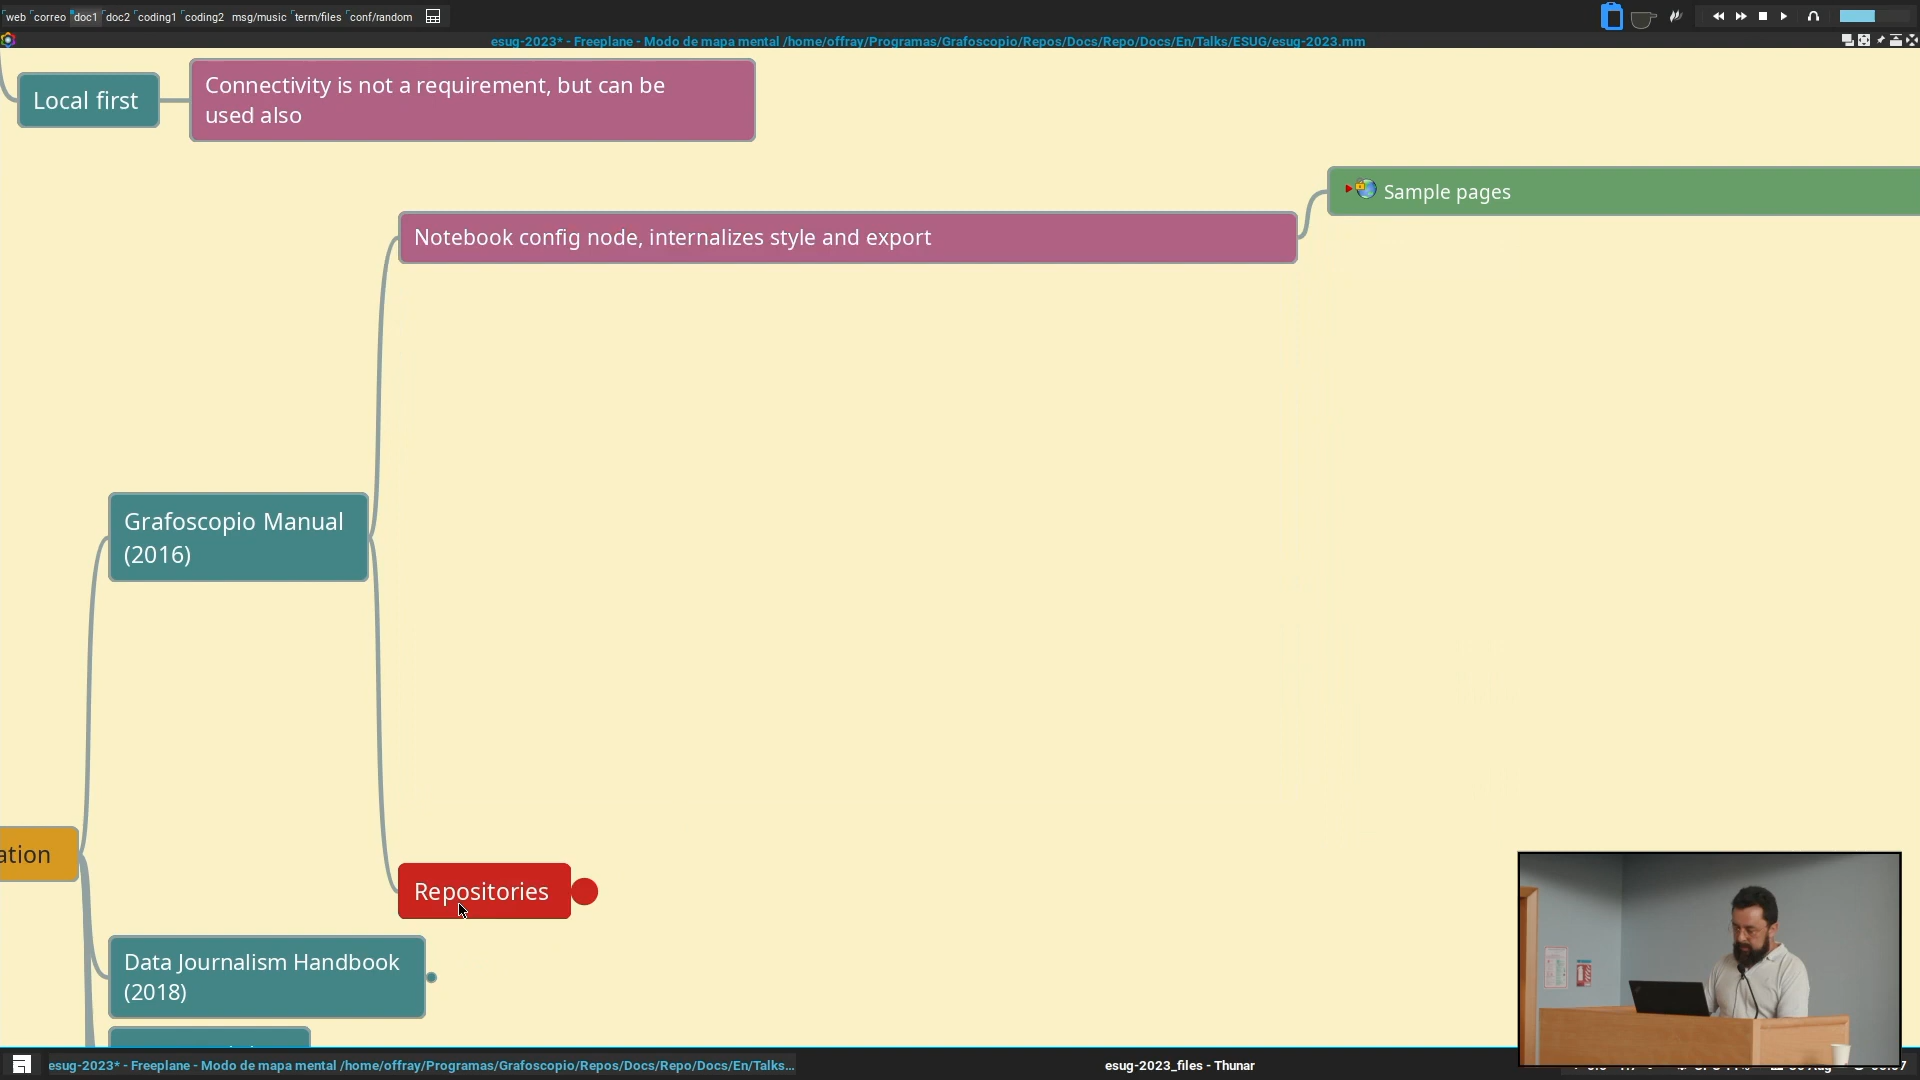 web correo doc1 doc2 coding1 coding2 msg/music term/files conf/random
esug-2023* - Freeplane - Modo de mapa mental /home/offray/Programas/Grafoscopio/Repos/Docs/Repo/Docs/En/Talks/ESUG/esug-2023.mm
Local first
Connectivity is not a requirement, but can be
used also
Sample pages
Notebook config node, internalizes style and export
Grafoscopio Manual
(2016)
ation
Repositories
Data Journalism Handbook
(2018)
esug-2023* - Freeplane - Modo de mapa mental /home/offray/Programas/Grafoscopio/Repos/Docs/Repo/Docs/En/Talks...
esug-2023_files - Thunar